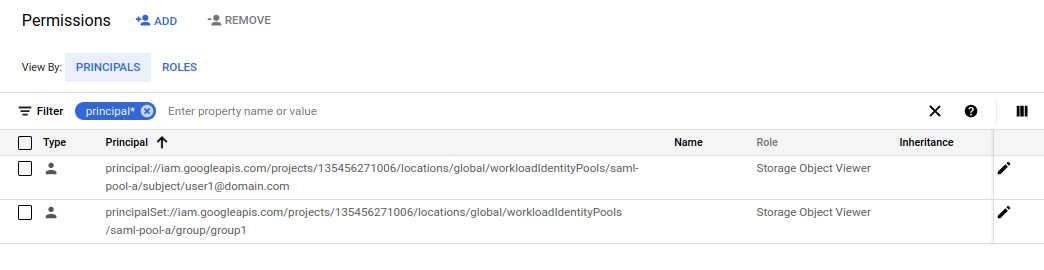 Permissions ADD REMOVE
View By: PRINCIPALS ROLES
Filter principal* Enter property name or value
Type Principal Name Role Inheritance
principal://iam.googleapis.com/projects/135456271006/locations/global/workloadIdentityPools/saml-
pool-a/subject/user1@domain.com
Storage Object Viewer
principalSet://iam.googleapis.com/projects/135456271006/locations/global/workloadIdentityPools
/saml-pool-a/group/group1
Storage Object Viewer